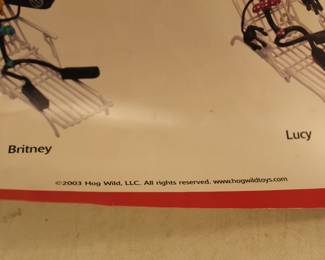 Britney
Lucy
©2003 Hog Wild, LLC. All rights reserved. www.hogwildtoys.com